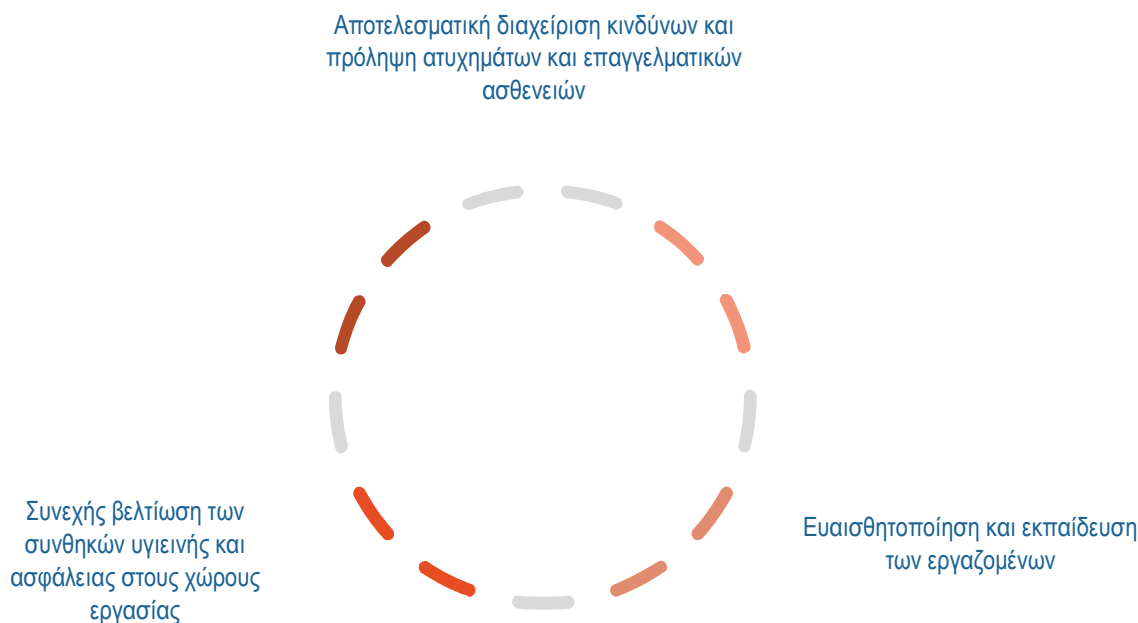 Αποτελεσματική διαχείριση κινδύνων και
πρόληψη ατυχημάτων και επαγγελματικών
ασθενειών
Συνεχής βελτίωση των
συνθηκών υγιεινής και
ασφάλειας στους χώρους
εργασίας
Ευαισθητοποίηση και εκπαίδευση
των εργαζομένων